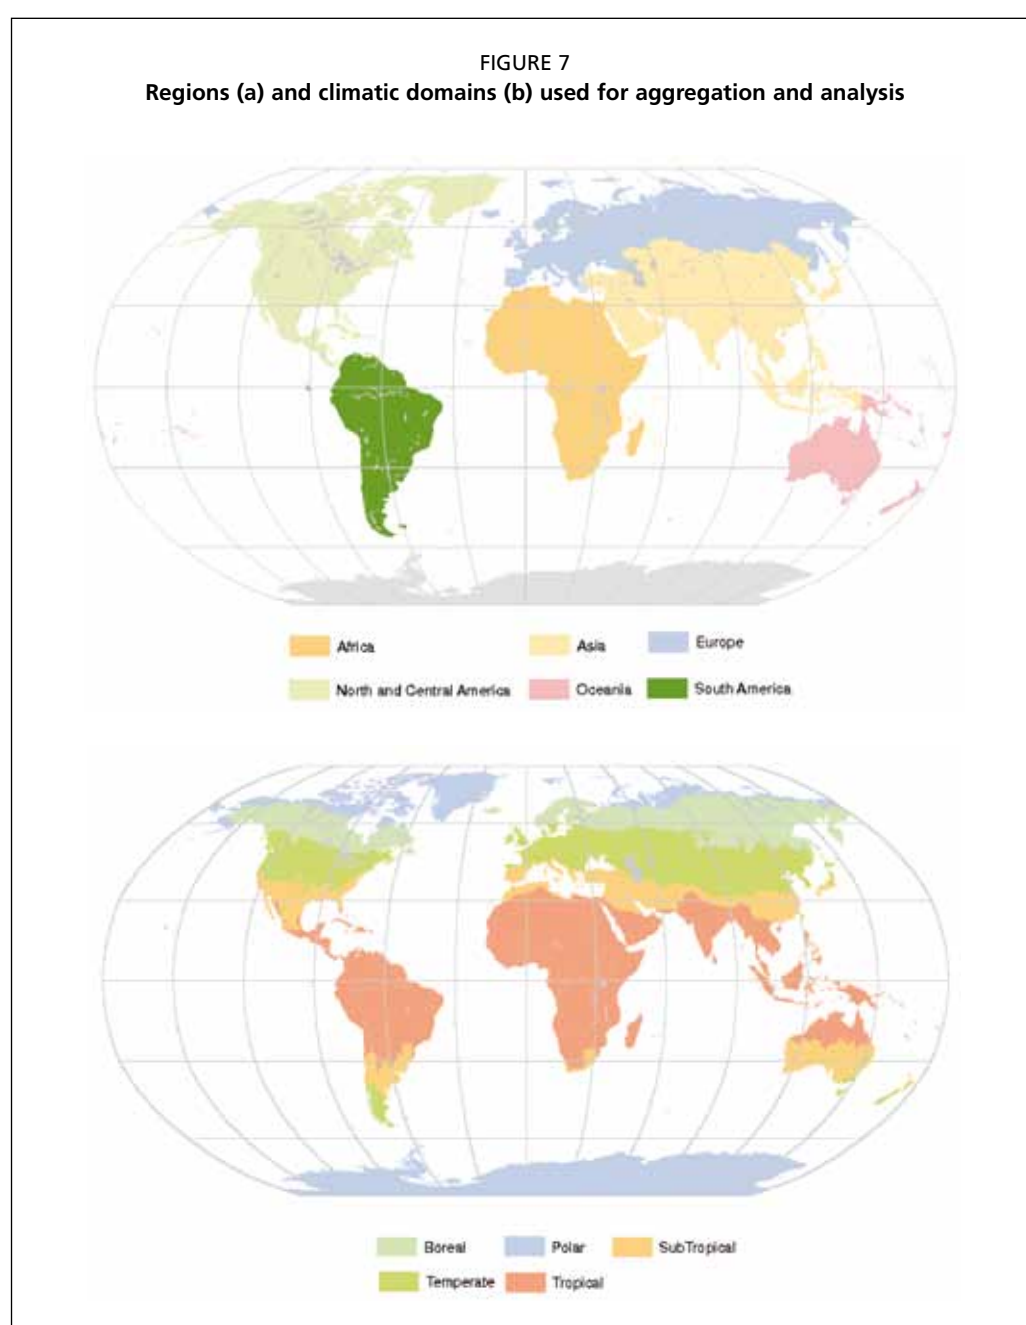 FIGURE 7
Regions (a) and climatic domains (b) used for aggregation and analysis
Africa
Asia
Europe
North and Central America
Oceania
South America
Boreal
Polar
SubTropical
Temperate
Tropical